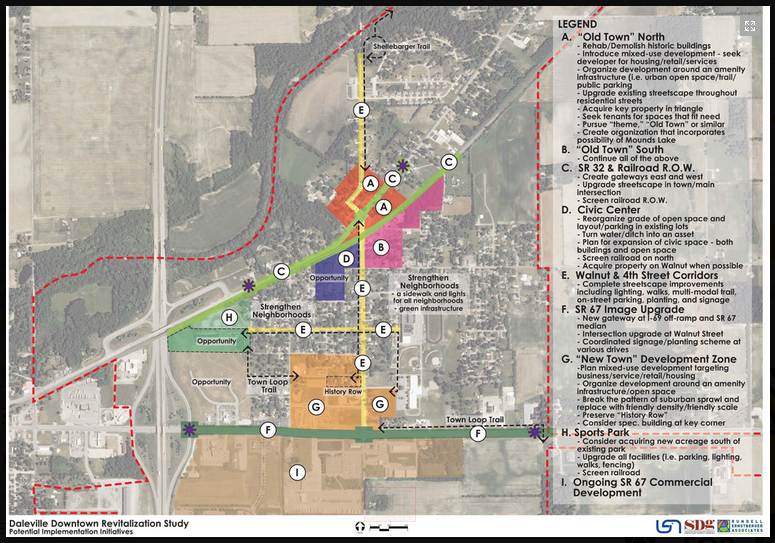 Shellebarger Trail
E
C
C
A
A
B
D
C
Opportunity
E
Strengthen
Neighborhoods
- a sidewalk and lights
for all neighborhoods
- green infrastructure
Strengthen
Neighborhoods
H
E
E
Opportunity
E
Opportunity
Town Loop
Trail
History Row
G
G
Town Loop Trail
F
F
I
LEGEND
A. "Old Town" North
- Rehab/Demolish historic buildings
- Introduce mixed-use development - seek
developer for housing/retail/services
- Organize development around an amenity
infrastructure (i.e. urban open space/trail/
public parking
- Upgrade existing streetscape throughout
residential streets
- Acquire key property in triangle
- Seek tenants for spaces that fit need
- Pursue "theme," "Old Town" or similar
- Create organization that incorporates
possibility of Mounds Lake
B. "Old Town" South
- Continue all of the above
C. SR 32 & Railroad R.O.W.
- Create gateways east and west
- Upgrade streetscape in town/main
intersection
- Screen railroad R.O.W.
D. Civic Center
- Reorganize grade of open space and
layout/parking in existing lots
- Turn water/ditch into an asset
- Plan for expansion of civic space - both
buildings and open space
- Screen railroad on north
- Acquire property on Walnut when possible
E. Walnut & 4th Street Corridors
- Complete streetscape improvements
including lighting, walks, multi-modal trail,
on-street parking, planting, and signage
F. SR 67 Image Upgrade
- New gateway at I-69 off-ramp and SR 67
median
- Intersection upgrade at Walnut Street
- Coordinated signage/planting scheme at
various drives
G. "New Town" Development Zone
-Plan mixed-use development targeting
business/service/retail/housing
- Organize development around an amenity
infrastructure/open space
- Break the pattern of suburban sprawl and
replace with friendly density/friendly scale
- Preserve "History Row"
- Consider spec. building at key corner
H. Sports Park
- Consider acquiring new acreage south of
existing park
- Upgrade all facilities (i.e. parking, lighting,
walks, fencing)
- Screen railroad
I. Ongoing SR 67 Commercial
Development
Daleville Downtown Revitalization Study
Potential Implementation Initiatives
SDg
RUNDELL
ERNSTBERGER
ASSOCIATES